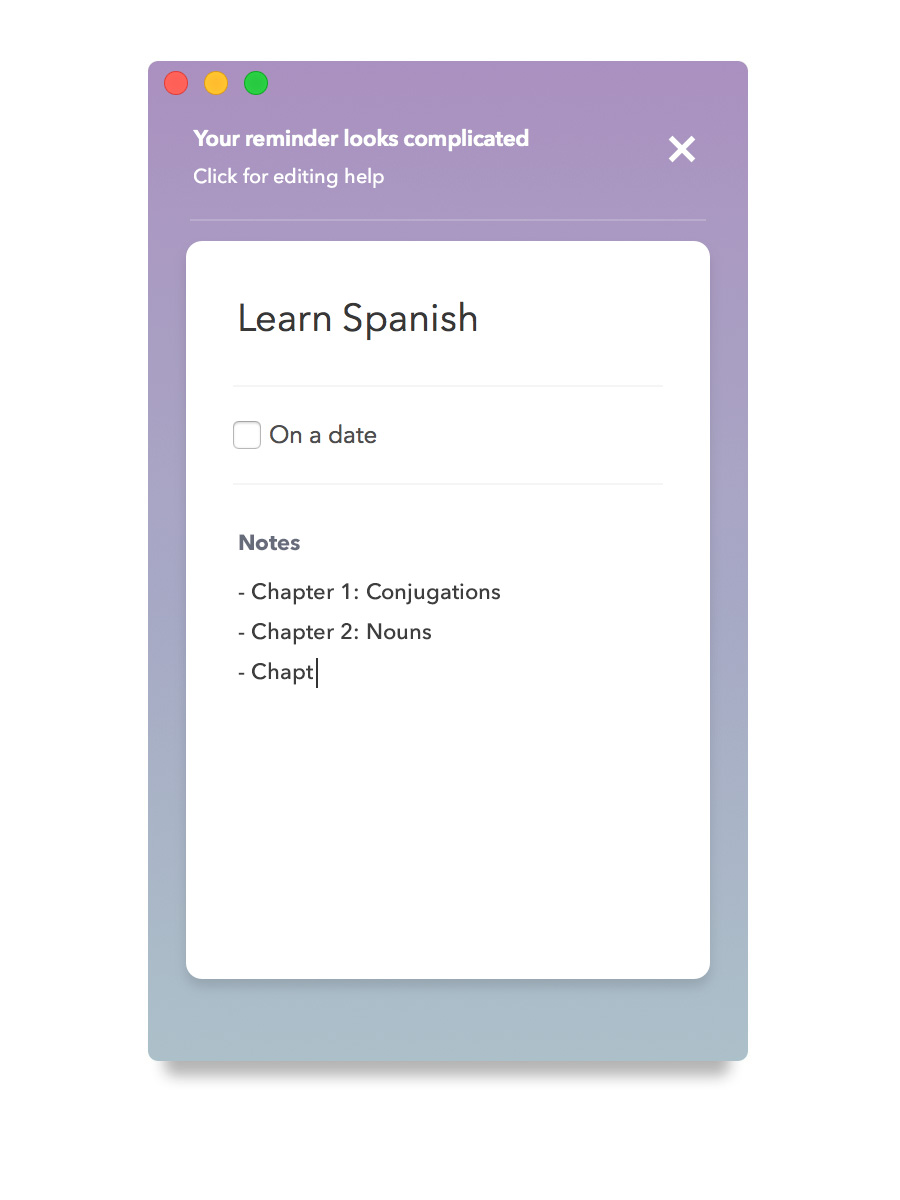 Your reminder looks complicated
Click for editing help
Learn Spanish
On a date
Notes
- Chapter 1: Conjugations
- Chapter 2: Nouns
- Chapt